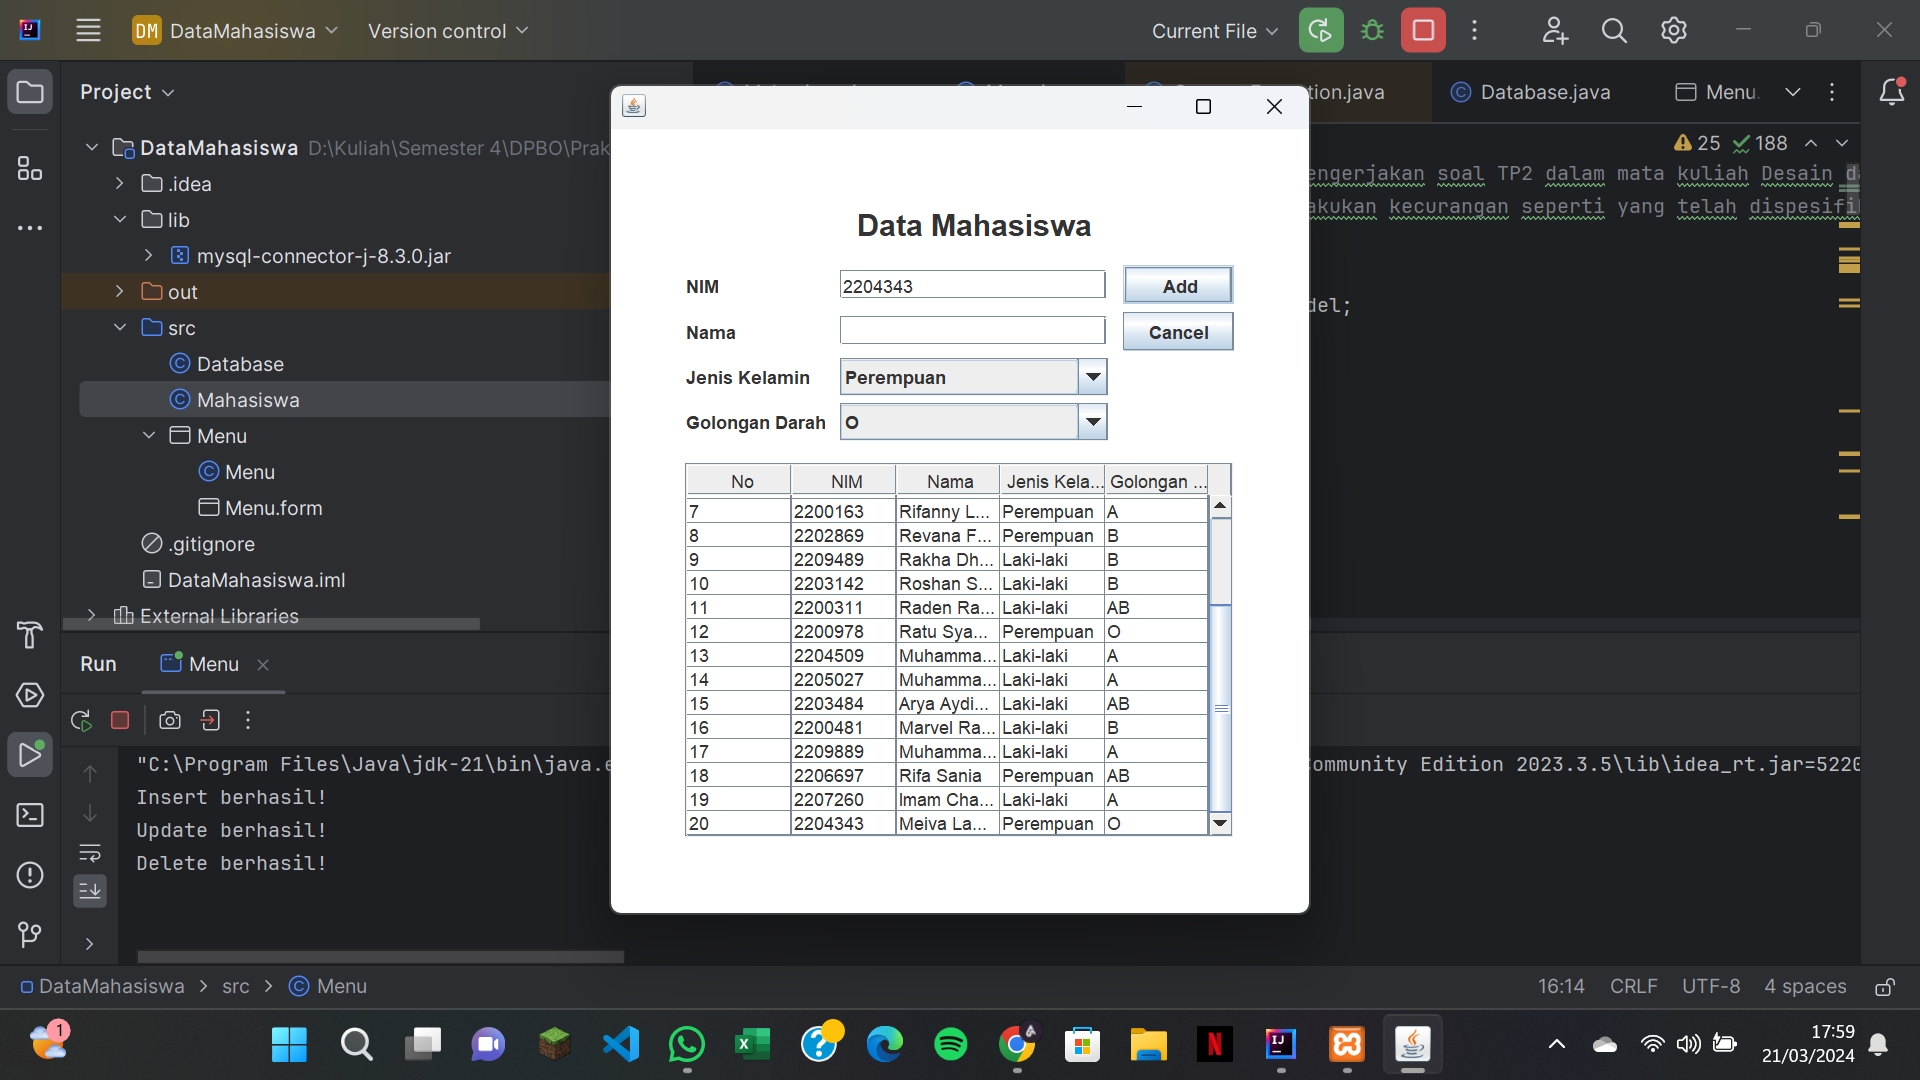 DM DataMahasiswa Version control Current File
Project
tion.java Database.java Menu.
DataMahasiswa D:\Kuliah\Semester 4\DPBO\Prak
.idea
lib
mysql-connector-j-8.3.0.jar
out
src
Database
Mahasiswa
Menu
Menu
Menu.form
.gitignore
DataMahasiswa.iml
External Libraries
25 188
engerjakan soal TP2 dalam mata kuliah Desain da
akukan kecurangan seperti yang telah dispesifi
del;
Data Mahasiswa
NIM 2204343 Add
Nama Cancel
Jenis Kelamin Perempuan
Golongan Darah O
No NIM Nama Jenis Kela... Golongan ...
7 2200163 Rifanny L... Perempuan A
8 2202869 Revana F... Perempuan B
9 2209489 Rakha Dh... Laki-laki B
10 2203142 Roshan S... Laki-laki B
11 2200311 Raden Ra... Laki-laki AB
12 2200978 Ratu Sya... Perempuan O
13 2204509 Muhamma... Laki-laki A
14 2205027 Muhamma... Laki-laki A
15 2203484 Arya Aydi... Laki-laki AB
16 2200481 Marvel Ra... Laki-laki B
17 2209889 Muhamma... Laki-laki A
18 2206697 Rifa Sania Perempuan AB
19 2207260 Imam Cha... Laki-laki A
20 2204343 Meiva La... Perempuan O
Run Menu
"C:\Program Files\Java\jdk-21\bin\java.e
ommunity Edition 2023.3.5\lib\idea_rt.jar=5220
Insert berhasil!
Update berhasil!
Delete berhasil!
DataMahasiswa > src > Menu
16:14 CRLF UTF-8 4 spaces
1
17:59
21/03/2024